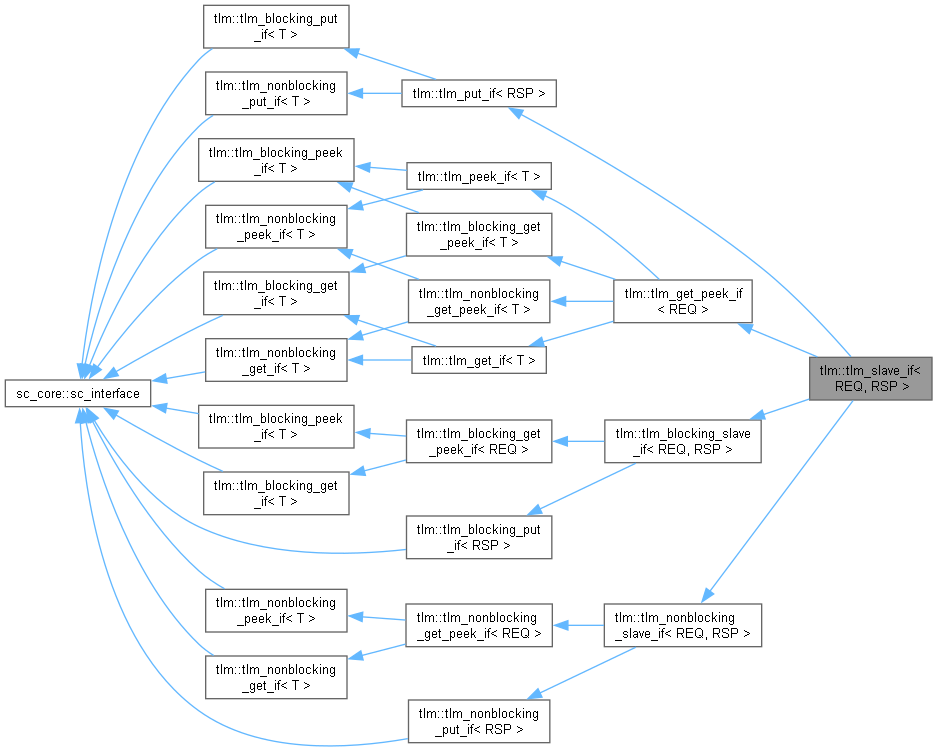 tlm::tlm_blocking_put
_if< T >
tlm::tlm_nonblocking
_put_if< T >
tlm::tlm_put_if< RSP >
tlm::tlm_blocking_peek
_if< T >
tlm::tlm_peek_if< T >
tlm::tlm_nonblocking
_peek_if< T >
tlm::tlm_blocking_get
_peek_if< T >
tlm::tlm_blocking_get
_if< T >
tlm::tlm_nonblocking
_get_peek_if< T >
tlm::tlm_get_peek_if
< REQ >
tlm::tlm_nonblocking
_get_if< T >
tlm::tlm_get_if< T >
tlm::tlm_slave_if<
REQ, RSP >
sc_core::sc_interface
tlm::tlm_blocking_peek
_if< T >
tlm::tlm_blocking_get
_peek_if< REQ >
tlm::tlm_blocking_slave
_if< REQ, RSP >
tlm::tlm_blocking_get
_if< T >
tlm::tlm_blocking_put
_if< RSP >
tlm::tlm_nonblocking
_peek_if< T >
tlm::tlm_nonblocking
_get_peek_if< REQ >
tlm::tlm_nonblocking
_slave_if< REQ, RSP >
tlm::tlm_nonblocking
_get_if< T >
tlm::tlm_nonblocking
_put_if< RSP >